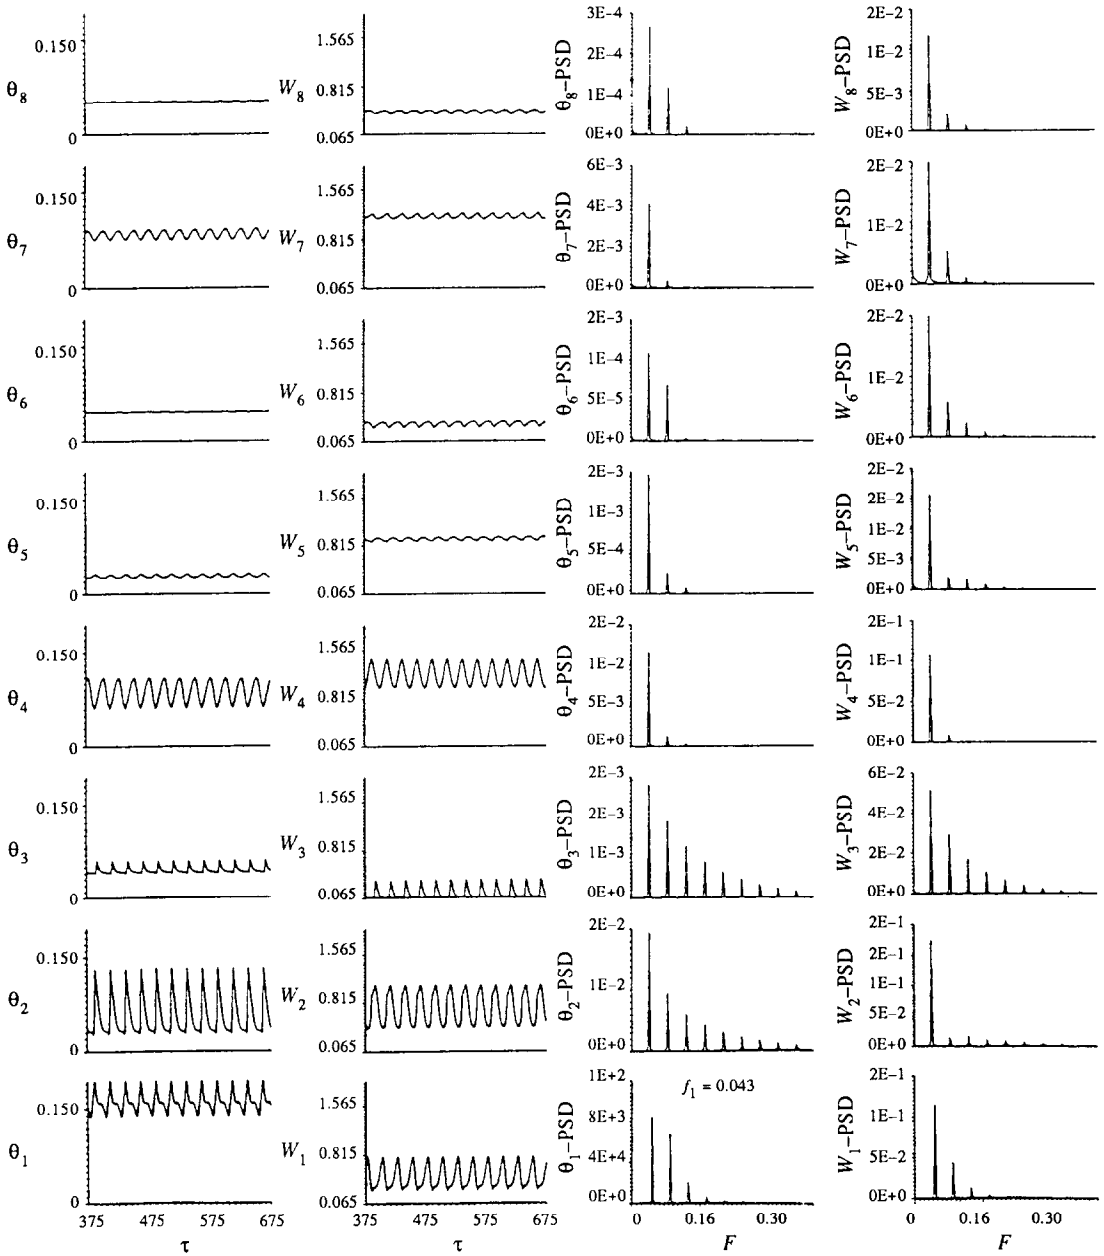 0.150
θ8
0
1.565
W8
0.815
0.065
3E−4
2E−4
1E−4
0E+0
θ8−PSD
2E−2
1E−2
5E−3
0E+0
W8−PSD
0.150
θ7
0
1.565
W7
0.815
0.065
6E−3
4E−3
2E−3
0E+0
θ7−PSD
2E−2
1E−2
0E+0
W7−PSD
0.150
θ6
0
1.565
W6
0.815
0.065
2E−3
1E−4
5E−5
0E+0
θ6−PSD
2E−2
1E−2
0E+0
W6−PSD
0.150
θ5
0
1.565
W5
0.815
0.065
2E−3
1E−3
5E−4
0E+0
θ5−PSD
2E−2
2E−2
1E−2
5E−3
0E+0
W5−PSD
0.150
θ4
0
1.565
W4
0.815
0.065
2E−2
1E−2
5E−3
0E+0
θ4−PSD
2E−1
1E−1
5E−2
0E+0
W4−PSD
0.150
θ3
0
1.565
W3
0.815
0.065
2E−3
2E−3
1E−3
0E+0
θ3−PSD
6E−2
4E−2
2E−2
0E+0
W3−PSD
0.150
θ2
0
1.565
W2
0.815
0.065
2E−2
1E−2
0E+0
θ2−PSD
2E−1
2E−1
1E−1
5E−2
0E+0
W2−PSD
0.150
θ1
0
1.565
W1
0.815
0.065
1E+2
8E+3
4E+4
0E+0
θ1−PSD
f1 = 0.043
2E−1
1E−1
5E−2
0E+0
W1−PSD
375 475 575 675
375 475 575 675
0 0.16 0.30
0 0.16 0.30
τ
τ
F
F